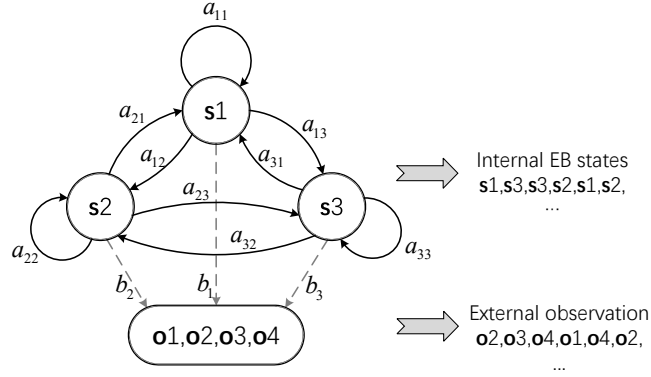 a11
a21
a13
s1
a12
a31
Internal EB states
s1,s3,s3,s2,s1,s2,
...
a23
s2
s3
a32
a22
a33
b2
b1
b3
External observation
o1,o2,o3,o4
o2,o3,o4,o1,o4,o2,
...